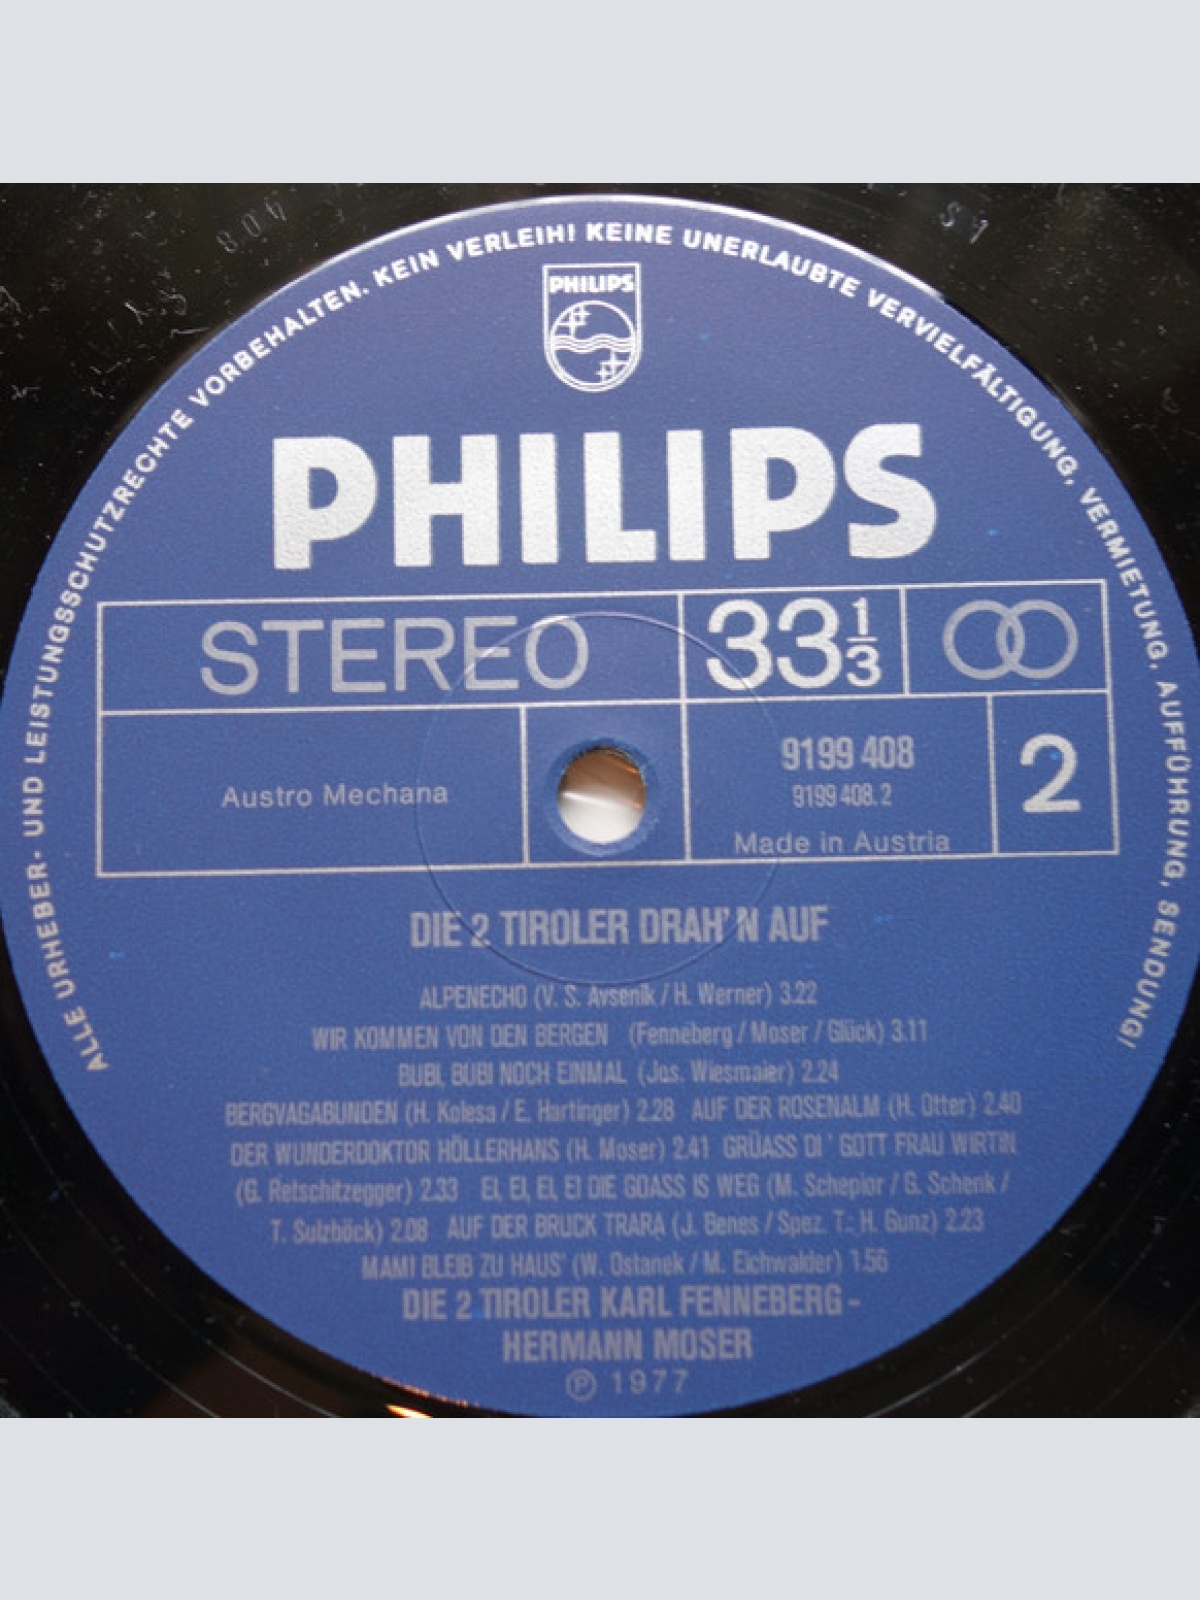 ALLE URHEBER- UND LEISTUNGSSCHUTZRECHTE VORBEHALTEN. KEIN VERLEIH! KEINE UNERLAUBTE VERVIELFÄLTIGUNG, VERMIETUNG, AUFFÜHRUNG, SENDUNG!
PHILIPS
PHILIPS
STEREO
33 1/3
Austro Mechana
9199 408
9199 408.2
Made in Austria
2
DIE 2 TIROLER DRAH'N AUF
ALPENECHO (V. S. Avsenik / H. Werner) 3.22
WIR KOMMEN VON DEN BERGEN (Fenneberg / Moser / Glück) 3.11
BUBI, BUBI NOCH EINMAL (Jus. Wiesmaier) 2.24
BERGVAGABUNDEN (H. Kolesa / E. Hartinger) 2.28 AUF DER ROSENALM (H. Otter) 2.40
DER WUNDERDOKTOR HÖLLERHANS (H. Moser) 2.41 GRÜASS DI' GOTT FRAU WIRTIN
(G. Retschitzegger) 2.33 EI, EI, EI, EI DIE GOASS IS WEG (M. Schepior / G. Schenk /
T. Sulzböck) 2.08 AUF DER BRUCK TRARA (J. Benes / Spez. T.: H. Gunz) 2.23
MAMI BLEIB ZU HAUS' (W. Ostanek / M. Eichwalder) 1.56
DIE 2 TIROLER KARL FENNEBERG -
HERMANN MOSER
Ⓟ 1977